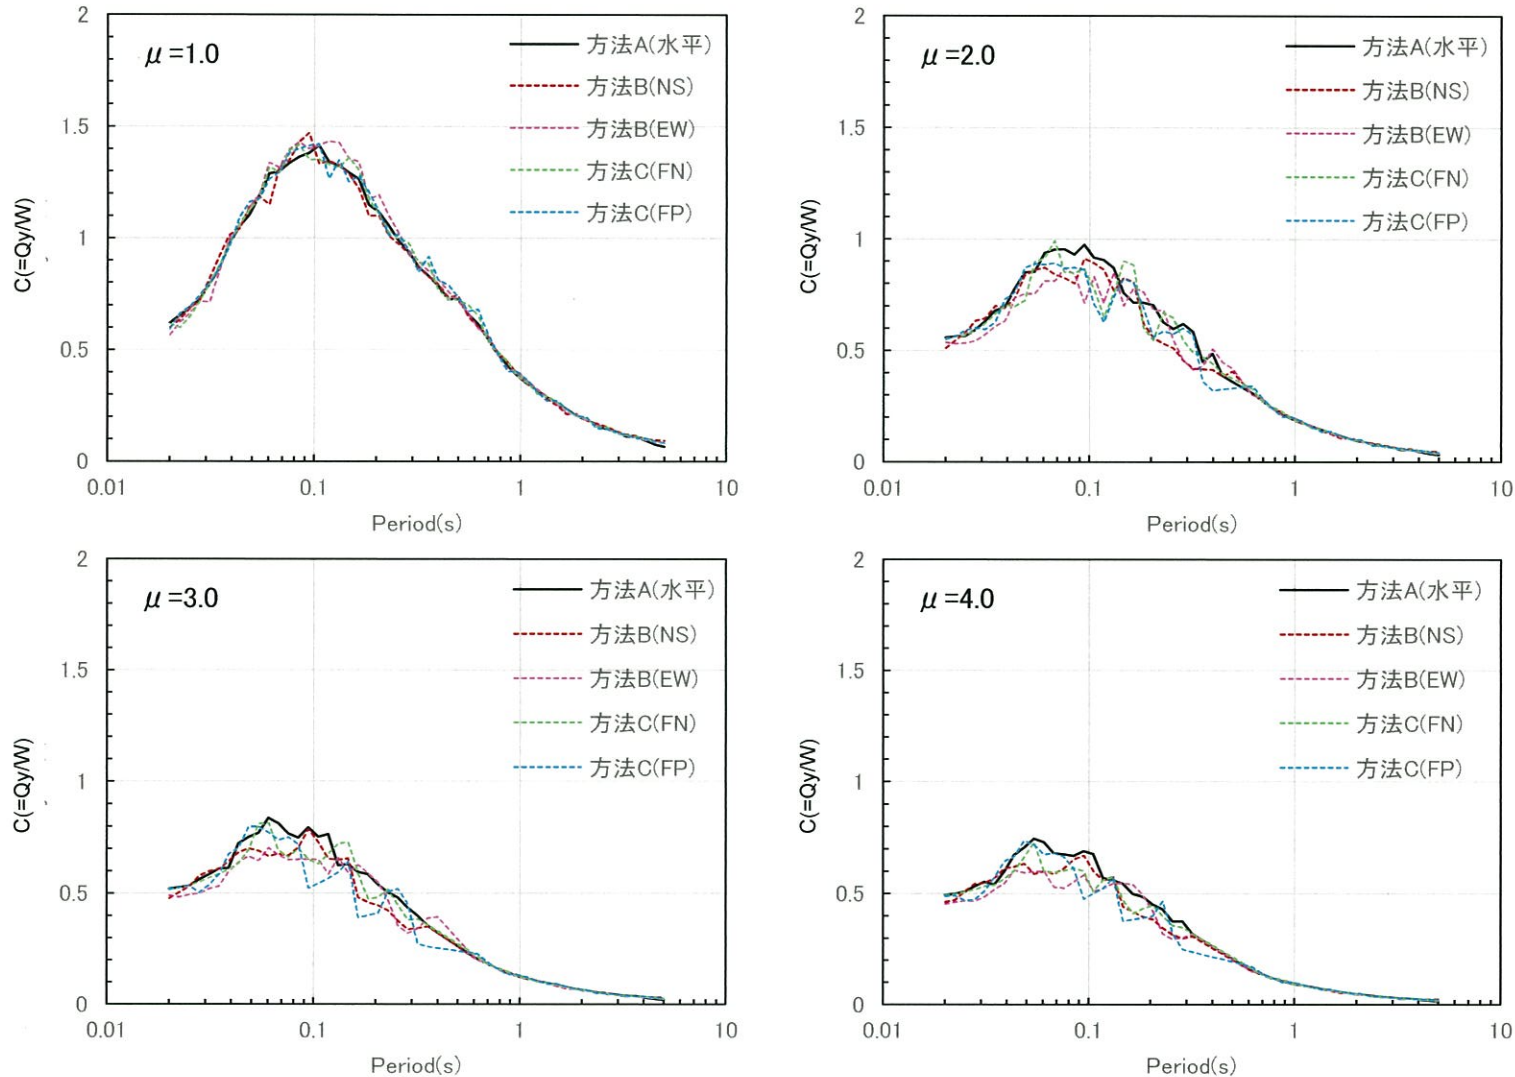 μ=1.0
方法A(水平)
方法B(NS)
方法B(EW)
方法C(FN)
方法C(FP)
2
1.5
1
0.5
0
C(=Qy/W)
0.01
0.1
1
10
Period(s)
μ=2.0
方法A(水平)
方法B(NS)
方法B(EW)
方法C(FN)
方法C(FP)
2
1.5
1
0.5
0
C(=Qy/W)
0.01
0.1
1
10
Period(s)
μ=3.0
方法A(水平)
方法B(NS)
方法B(EW)
方法C(FN)
方法C(FP)
2
1.5
1
0.5
0
C(=Qy/W)
0.01
0.1
1
10
Period(s)
μ=4.0
方法A(水平)
方法B(NS)
方法B(EW)
方法C(FN)
方法C(FP)
2
1.5
1
0.5
0
C(=Qy/W)
0.01
0.1
1
10
Period(s)